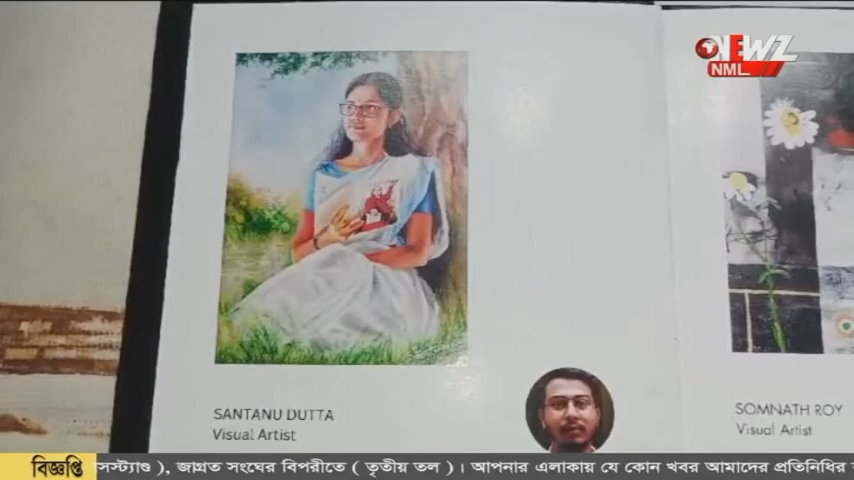 NEWZ
NML
SANTANU DUTTA
Visual Artist
SOMNATH ROY
Visual Artist
বিজ্ঞপ্তি
সস্ট্যাণ্ড ), জাগ্রত সংঘের বিপরীতে ( তৃতীয় তল ) । আপনার এলাকায় যে কোন খবর আমাদের প্রতিনিধির